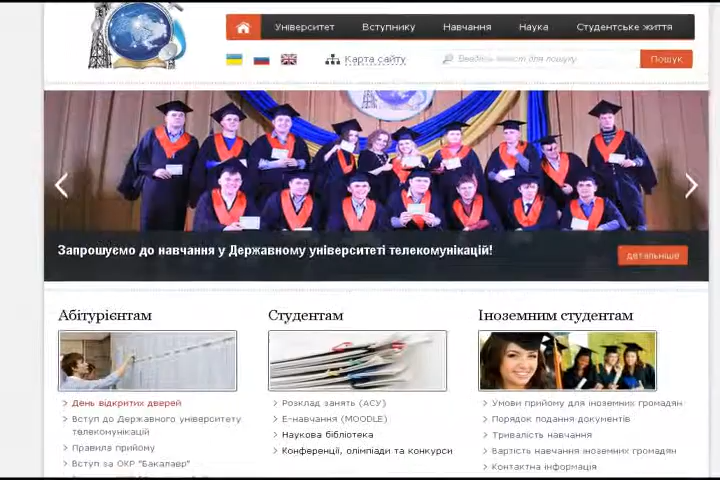 Університет Вступнику Навчання Наука Студентське життя
Карта сайту Введіть текст для пошуку Пошук
Запрошуємо до навчання у Державному університеті телекомунікацій!
детальніше
Абітурієнтам
День відкритих дверей
Вступ до Державного університету
телекомунікацій
Правила прийому
Вступ за ОКР "Бакалавр"
Студентам
Розклад занять (АСУ)
Е-навчання (MOODLE)
Наукова бібліотека
Конференції, олімпіади та конкурси
Іноземним студентам
Умови прийому для іноземних громадян
Порядок подання документів
Тривалість навчання
Вартість навчання іноземних громадян
Контактна інформація